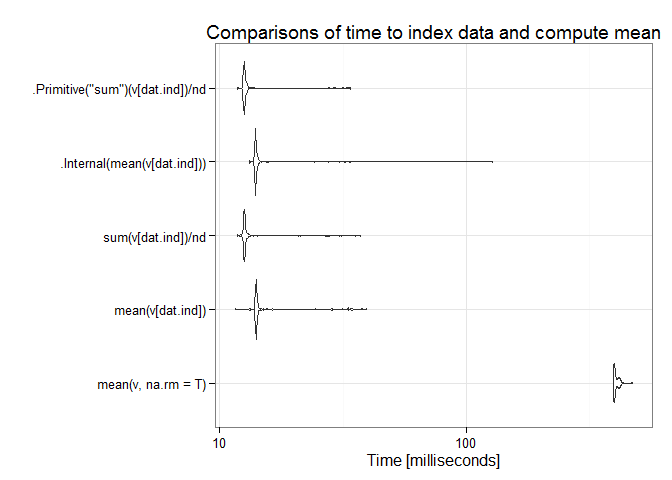 Comparisons of time to index data and compute mean
.Primitive("sum")(v[dat.ind])/nd
.Internal(mean(v[dat.ind]))
sum(v[dat.ind])/nd
mean(v[dat.ind])
mean(v, na.rm = T)
10
100
Time [milliseconds]